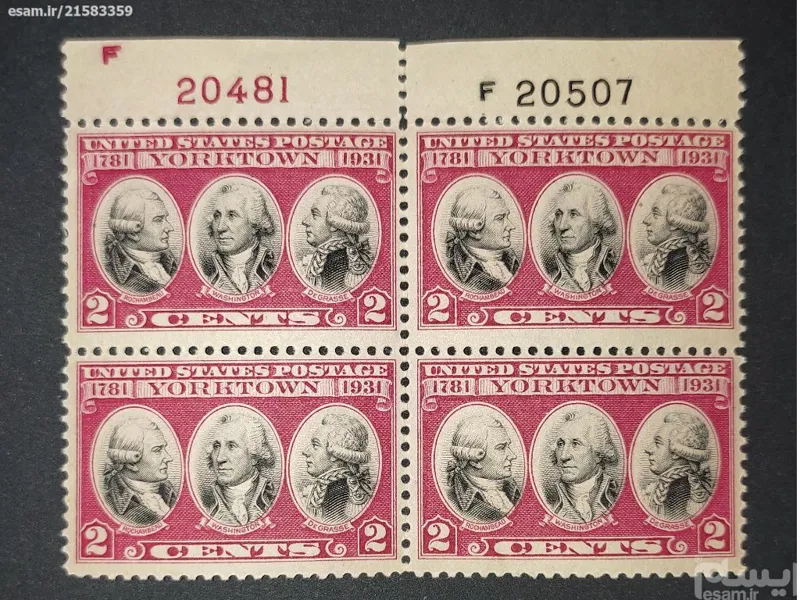 esam.ir/21583359
F
20481
F 20507
UNITED STATES POSTAGE
1781 YORKTOWN 1931
ROCHAMBEAU WASHINGTON DE GRASSE
2 CENTS 2
UNITED STATES POSTAGE
1781 YORKTOWN 1931
ROCHAMBEAU WASHINGTON DE GRASSE
2 CENTS 2
UNITED STATES POSTAGE
1781 YORKTOWN 1931
ROCHAMBEAU WASHINGTON DE GRASSE
2 CENTS 2
UNITED STATES POSTAGE
1781 YORKTOWN 1931
ROCHAMBEAU WASHINGTON DE GRASSE
2 CENTS 2
ایسام
esam.ir